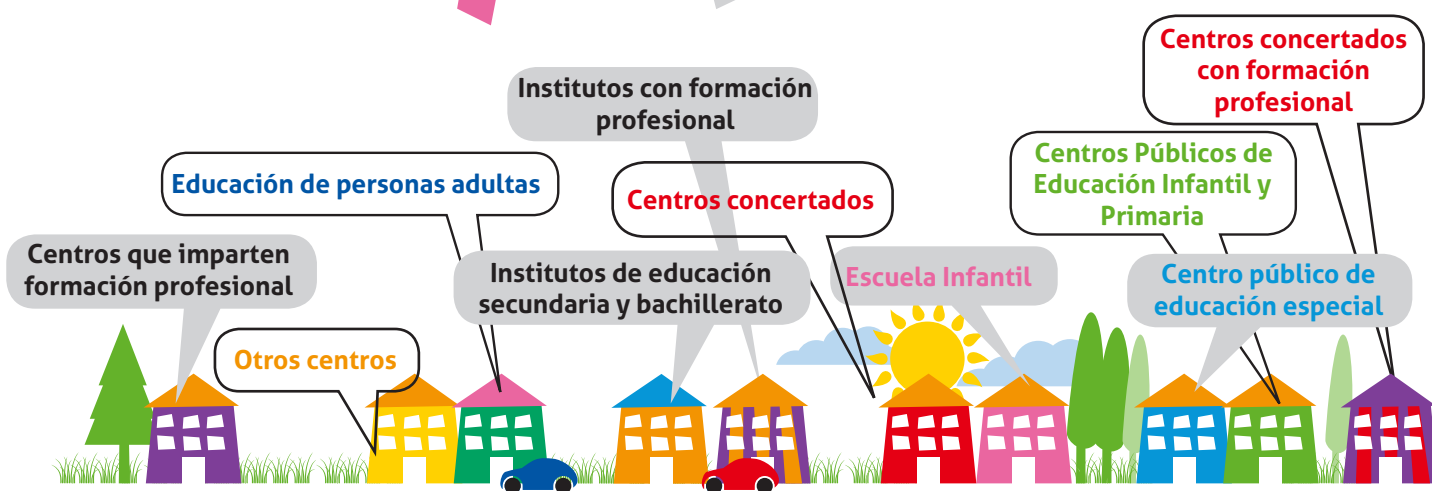 Centros concertados
con formación
profesional
Institutos con formación
profesional
Centros Públicos de
Educación Infantil y
Primaria
Educación de personas adultas
Centros concertados
Centros que imparten
formación profesional
Institutos de educación
secundaria y bachillerato
Escuela Infantil
Centro público de
educación especial
Otros centros